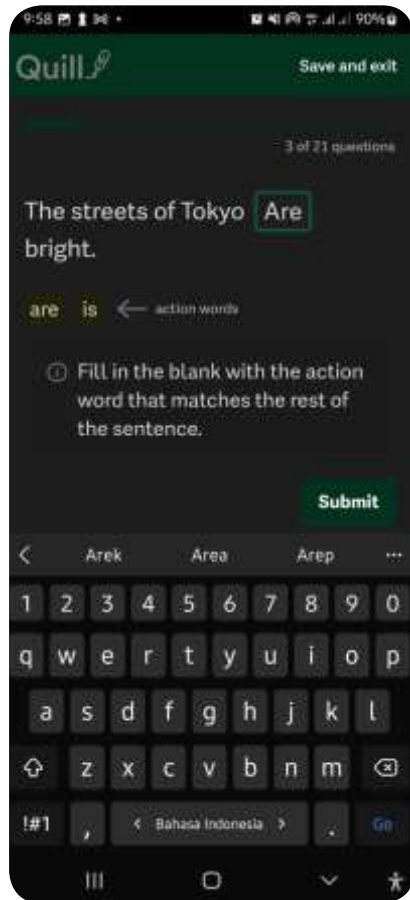 9:58 90%
Quill Save and exit
3 of 21 questions
The streets of Tokyo Are
bright.
are is action words
Fill in the blank with the action
word that matches the rest of
the sentence.
Submit
Arek Area Arep ...
1 2 3 4 5 6 7 8 9 0
q w e r t y u i o p
a s d f g h j k l
z x c v b n m
!#1 , < Bahasa Indonesia > . Go